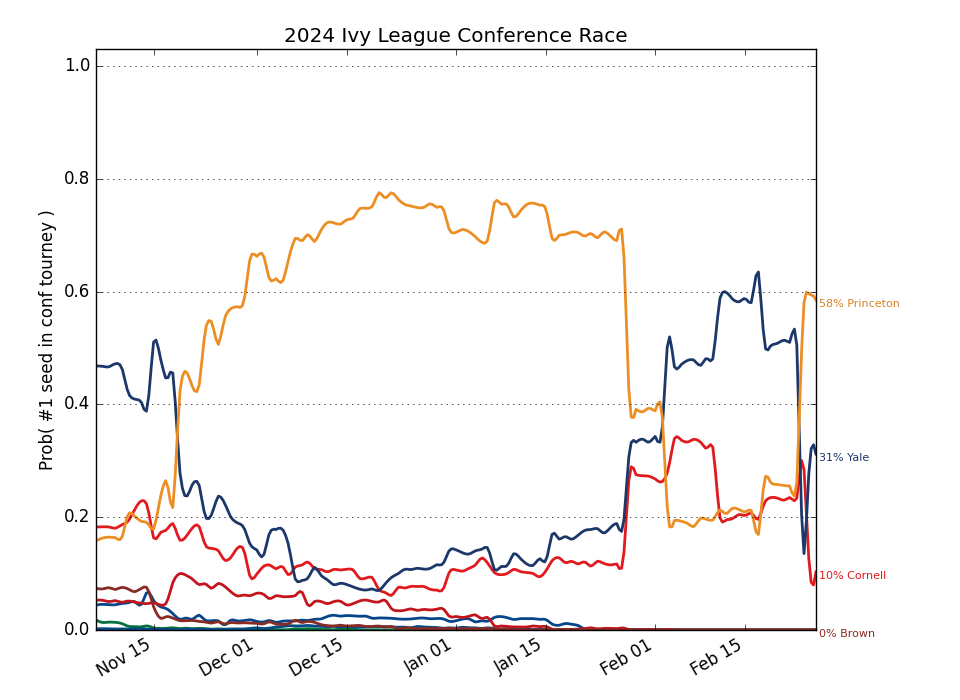 2024 Ivy League Conference Race
Prob( #1 seed in conf tourney )
1.0
0.8
0.6
0.4
0.2
0.0
Nov 15
Dec 01
Dec 15
Jan 01
Jan 15
Feb 01
Feb 15
58% Princeton
31% Yale
10% Cornell
0% Brown